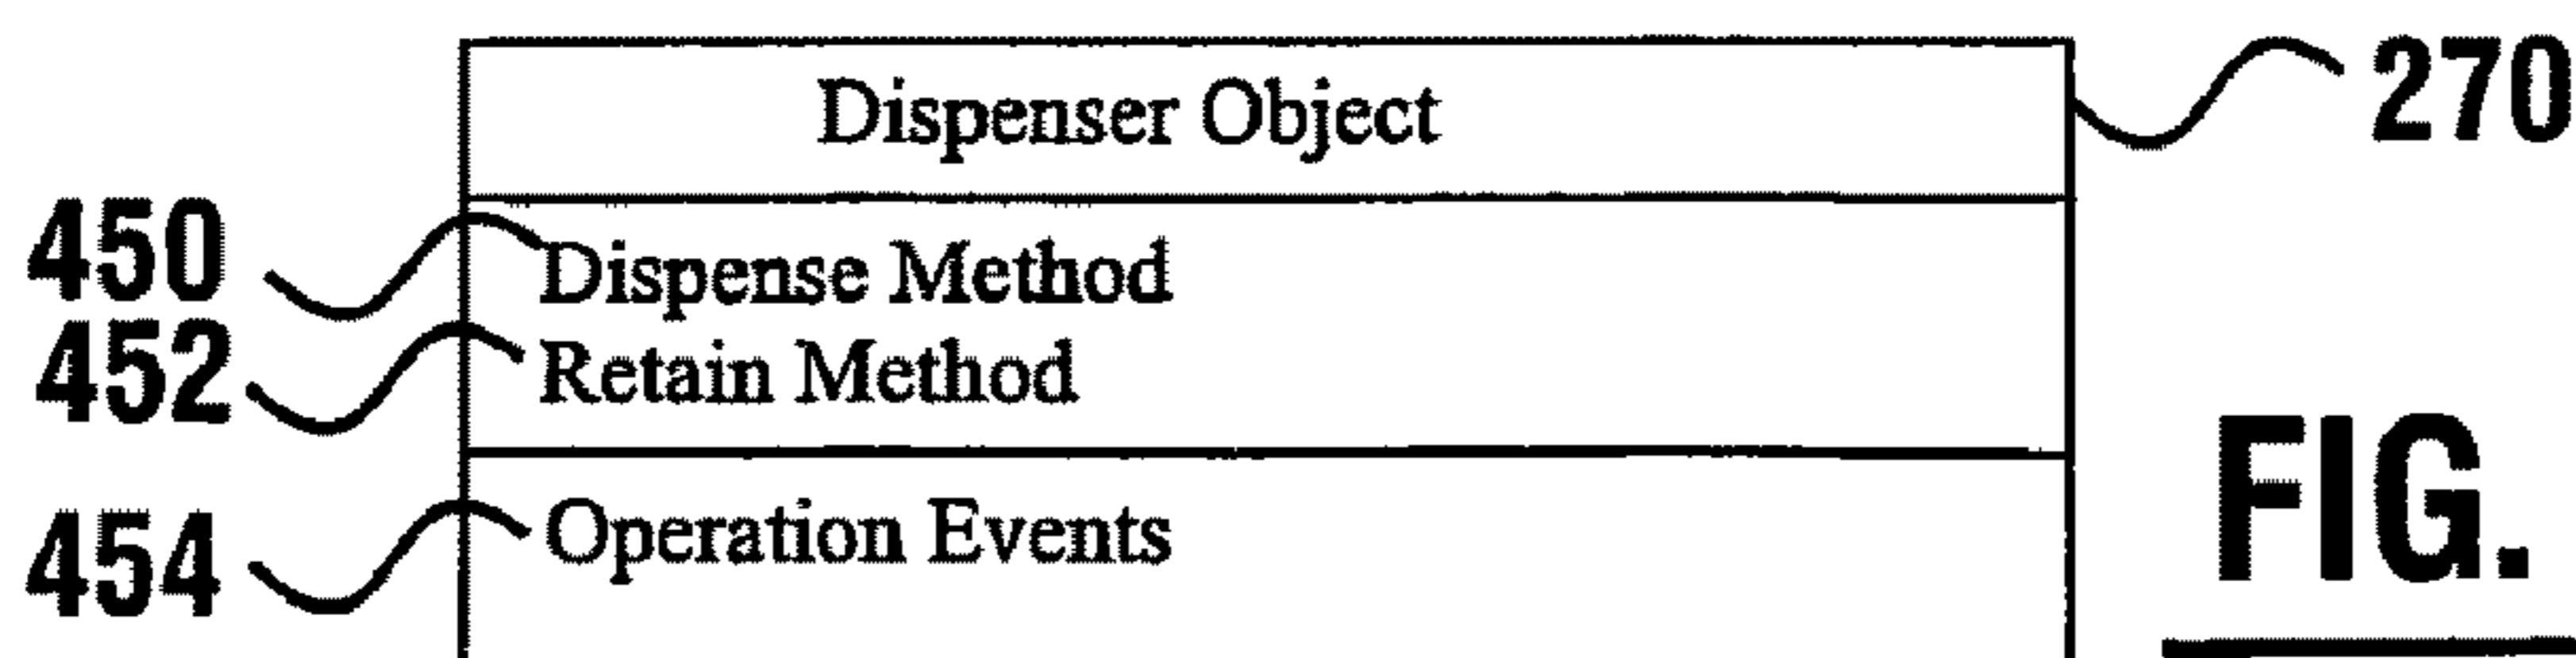 Dispenser Object 270
450 Dispense Method
452 Retain Method
454 Operation Events
FIG.